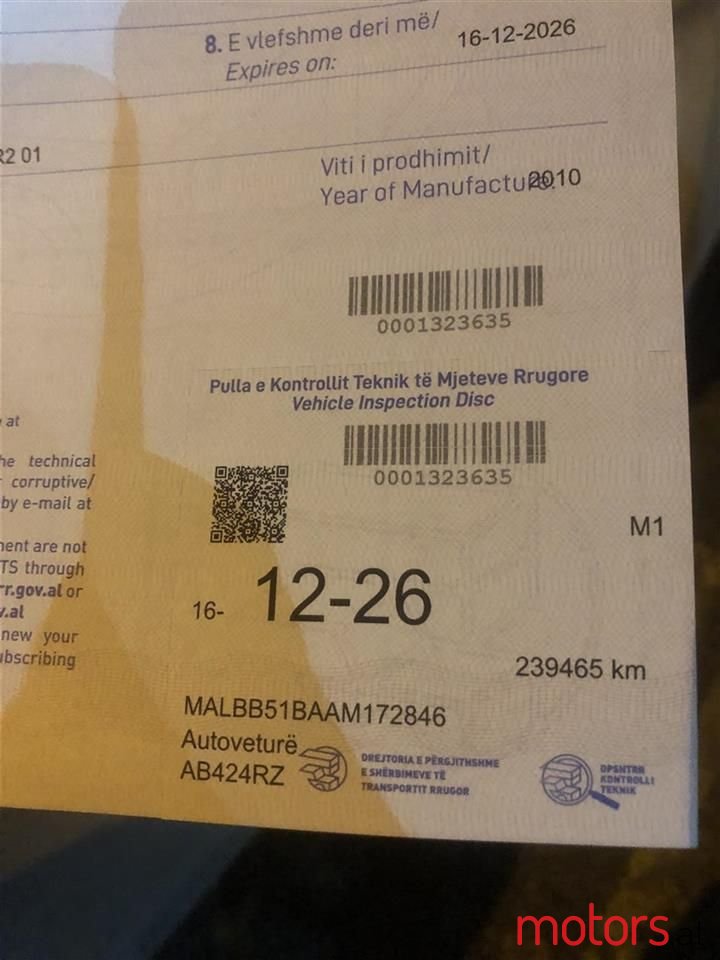 8. E vlefshme deri më/ 16-12-2026
Expires on:
R2 01
Viti i prodhimit/
Year of Manufacture: 2010
0001323635
Pulla e Kontrollit Teknik të Mjeteve Rrugore
Vehicle Inspection Disc
0001323635
at
he technical
corruptive/
by e-mail at
M1
ment are not
TS through
rr.gov.al or
v.al
new your
ubscribing
16- 12-26
239465 km
MALBB51BAAM172846
Autoveturë
AB424RZ
DREJTORIA E PËRGJITHSHME
E SHËRBIMEVE TË
TRANSPORTIT RRUGOR
DPSHTRR
KONTROLLI
TEKNIK
motors.al